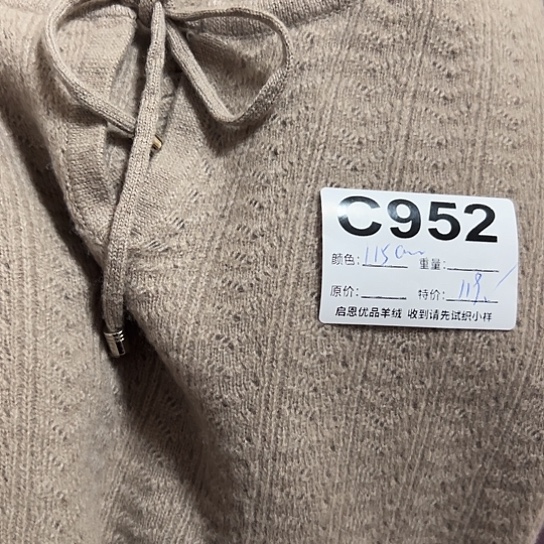 C952
颜色: 115cm 重量:
原价: 特价: 119.
启恩优品羊绒 收到请先试织小样